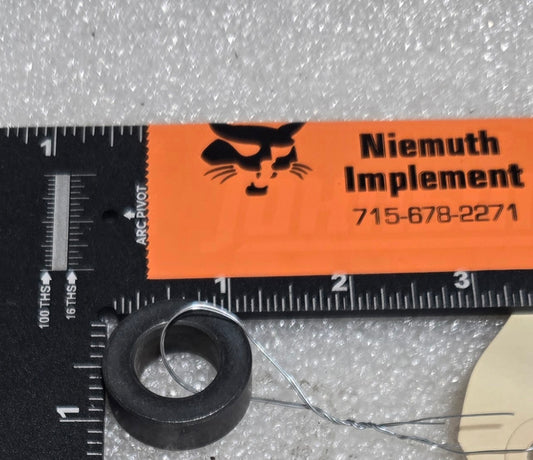 Niemuth
Implement
715-678-2271
1
ARC PIVOT
100 THS
16 THS
1 2 3
1